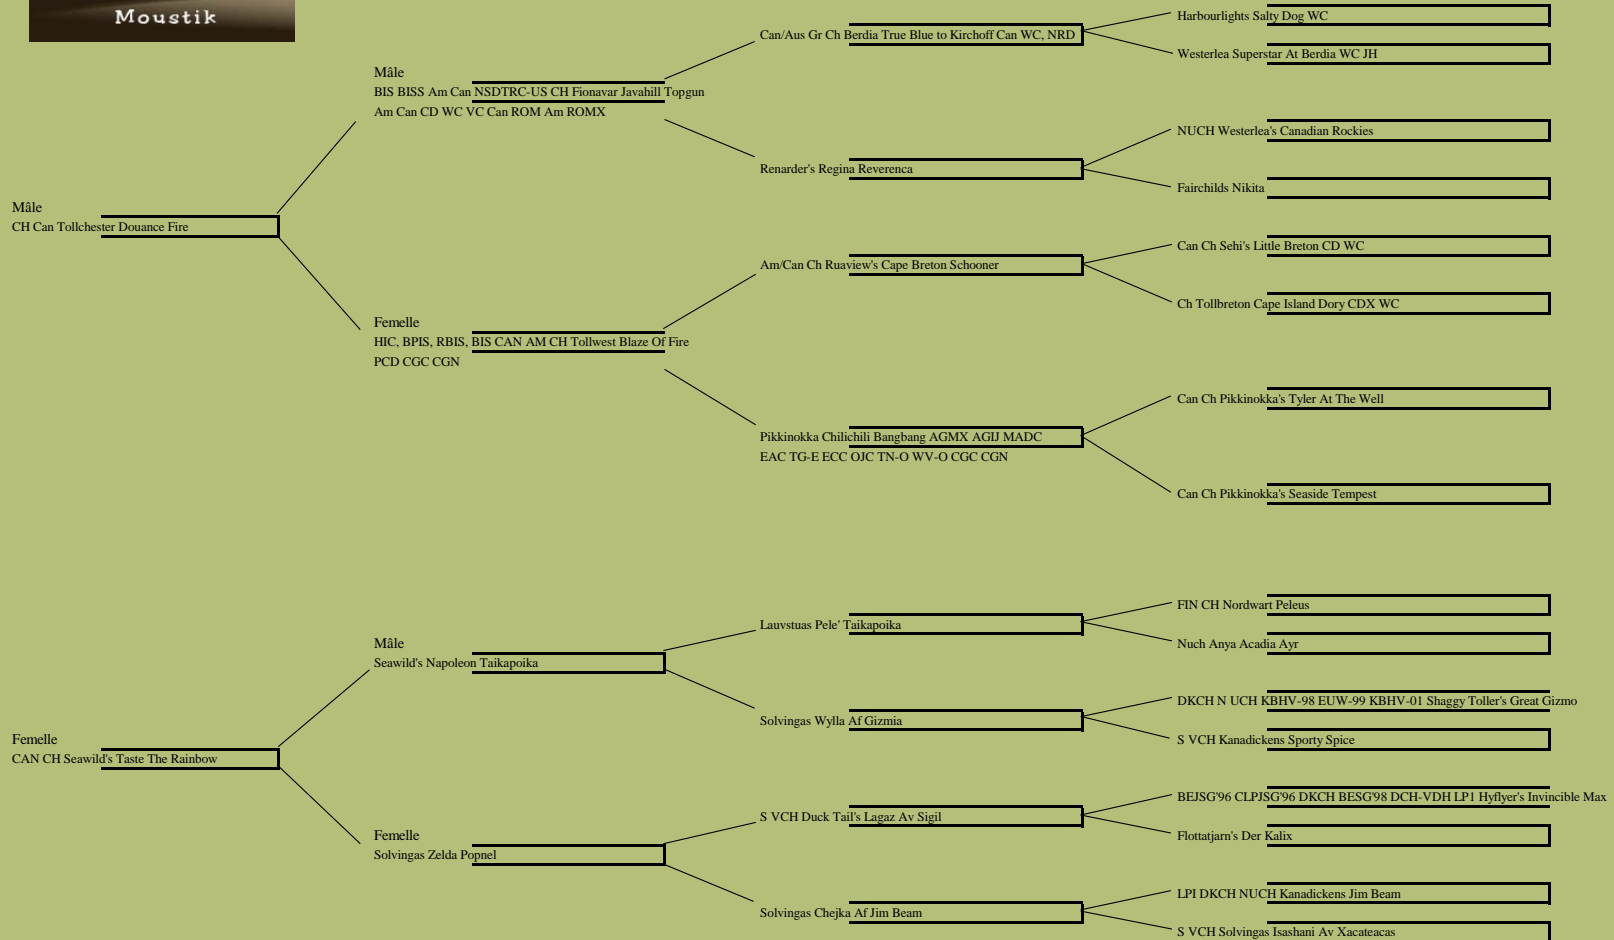 Moustik
Mâle
CH Can Tollchester Douance Fire
Mâle
BIS BISS Am Can NSDTRC-US CH Fionavar Javahill Topgun
Am Can CD WC VC Can ROM Am ROMX
Femelle
HIC, BPIS, RBIS, BIS CAN AM CH Tollwest Blaze Of Fire
PCD CGC CGN
Can/Aus Gr Ch Berdia True Blue to Kirchoff Can WC, NRD
Renarder's Regina Reverenca
Am/Can Ch Ruaview's Cape Breton Schooner
Pikkinokka Chilichili Bangbang AGMX AGIJ MADC
EAC TG-E ECC OJC TN-O WV-O CGC CGN
Harbourlights Salty Dog WC
Westerlea Superstar At Berdia WC JH
NUCH Westerlea's Canadian Rockies
Fairchilds Nikita
Can Ch Sehi's Little Breton CD WC
Ch Tollbreton Cape Island Dory CDX WC
Can Ch Pikkinokka's Tyler At The Well
Can Ch Pikkinokka's Seaside Tempest
Femelle
CAN CH Seawild's Taste The Rainbow
Mâle
Seawild's Napoleon Taikapoika
Femelle
Solvingas Zelda Popnel
Lauvstuas Pele' Taikapoika
Solvingas Wylla Af Gizmia
S VCH Duck Tail's Lagaz Av Sigil
Solvingas Chejka Af Jim Beam
FIN CH Nordwart Peleus
Nuch Anya Acadia Ayr
DKCH N UCH KBHV-98 EUW-99 KBHV-01 Shaggy Toller's Great Gizmo
S VCH Kanadickens Sporty Spice
BEJSG'96 CLPJSG'96 DKCH BESG'98 DCH-VDH LP1 Hyflyer's Invincible Max
Flottatjarn's Der Kalix
LPI DKCH NUCH Kanadickens Jim Beam
S VCH Solvingas Isashani Av Xacateacas